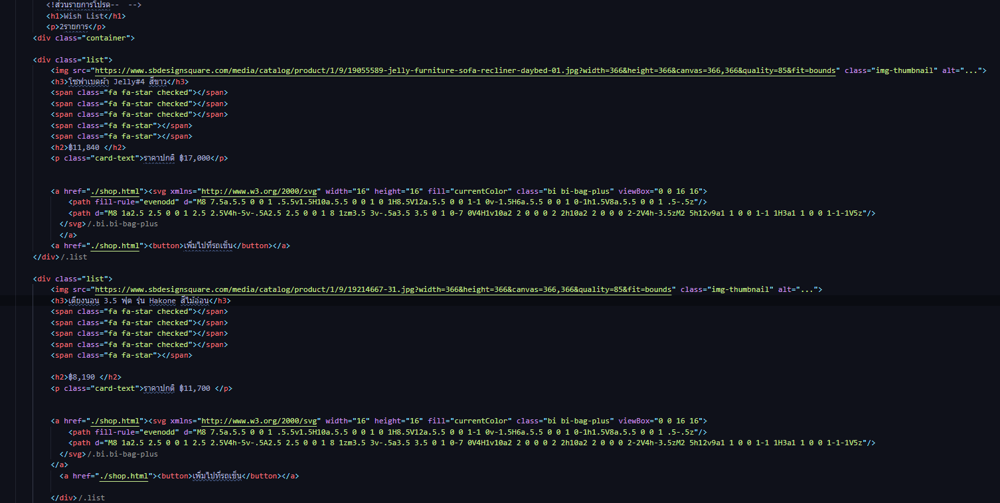 <!ส่วนรายการโปรด-- -->
<h1>Wish List</h1>
<p>2รายการ</p>
<div class="container">
<div class="list">
<img src="https://www.sbdesignsquare.com/media/catalog/product/1/9/19055589-jelly-furniture-sofa-recliner-daybed-01.jpg?width=366&height=366&canvas=366,366&quality=85&fit=bounds" class="img-thumbnail" alt="...">
<h3>โซฟาเบดผ้า Jelly#4 สีขาว</h3>
<span class="fa fa-star checked"></span>
<span class="fa fa-star checked"></span>
<span class="fa fa-star checked"></span>
<span class="fa fa-star"></span>
<span class="fa fa-star"></span>
<h2>฿11,840 </h2>
<p class="card-text">ราคาปกติ ฿17,000</p>
<a href="./shop.html"><svg xmlns="http://www.w3.org/2000/svg" width="16" height="16" fill="currentColor" class="bi bi-bag-plus" viewBox="0 0 16 16">
<path fill-rule="evenodd" d="M8 7.5a.5.5 0 0 1 .5.5v1.5H10a.5.5 0 0 1 0 1H8.5V12a.5.5 0 0 1-1 0v-1.5H6a.5.5 0 0 1 0-1h1.5V8a.5.5 0 0 1 .5-.5z"/>
<path d="M8 1a2.5 2.5 0 0 1 2.5 2.5V4h-5v-.5A2.5 2.5 0 0 1 8 1zm3.5 3v-.5a3.5 3.5 0 1 0-7 0V4H1v10a2 2 0 0 0 2 2h10a2 2 0 0 0 2-2V4h-3.5zM2 5h12v9a1 1 0 0 1-1 1H3a1 1 0 0 1-1-1V5z"/>
</svg>/.bi.bi-bag-plus
</a>
<a href="./shop.html"><button>เพิ่มไปที่รถเข็น</button></a>
</div>/.list
<div class="list">
<img src="https://www.sbdesignsquare.com/media/catalog/product/1/9/19214667-31.jpg?width=366&height=366&canvas=366,366&quality=85&fit=bounds" class="img-thumbnail" alt="...">
<h3>เตียงนอน 3.5 ฟุต รุ่น Hakone สีไม้อ่อน</h3>
<span class="fa fa-star checked"></span>
<span class="fa fa-star checked"></span>
<span class="fa fa-star checked"></span>
<span class="fa fa-star checked"></span>
<span class="fa fa-star"></span>
<h2>฿8,190 </h2>
<p class="card-text">ราคาปกติ ฿11,700 </p>
<a href="./shop.html"><svg xmlns="http://www.w3.org/2000/svg" width="16" height="16" fill="currentColor" class="bi bi-bag-plus" viewBox="0 0 16 16">
<path fill-rule="evenodd" d="M8 7.5a.5.5 0 0 1 .5.5v1.5H10a.5.5 0 0 1 0 1H8.5V12a.5.5 0 0 1-1 0v-1.5H6a.5.5 0 0 1 0-1h1.5V8a.5.5 0 0 1 .5-.5z"/>
<path d="M8 1a2.5 2.5 0 0 1 2.5 2.5V4h-5v-.5A2.5 2.5 0 0 1 8 1zm3.5 3v-.5a3.5 3.5 0 1 0-7 0V4H1v10a2 2 0 0 0 2 2h10a2 2 0 0 0 2-2V4h-3.5zM2 5h12v9a1 1 0 0 1-1 1H3a1 1 0 0 1-1-1V5z"/>
</svg>/.bi.bi-bag-plus
</a>
<a href="./shop.html"><button>เพิ่มไปที่รถเข็น</button></a>
</div>/.list